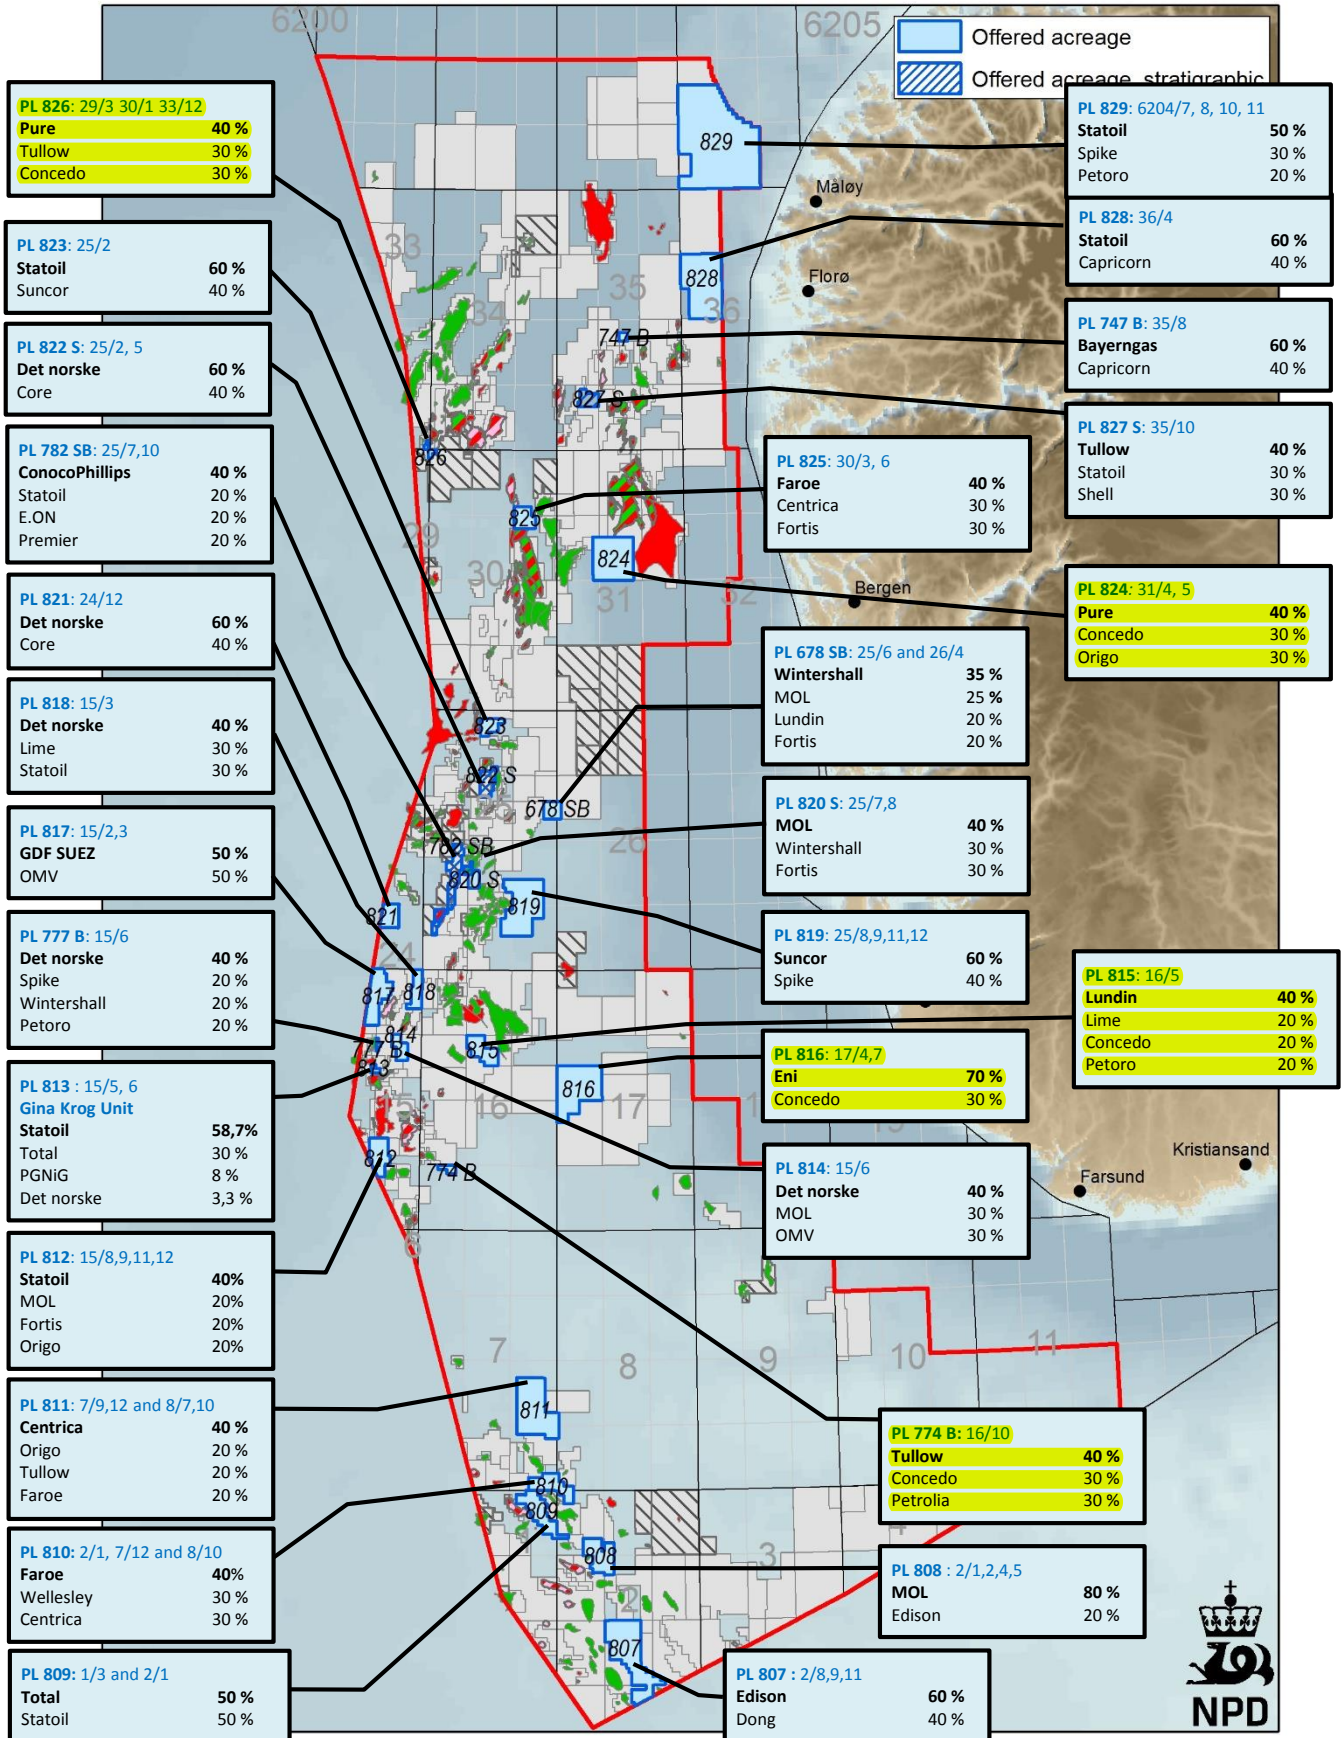 6200
6205
Offered acreage
Offered acreage, stratigraphic
PL 826: 29/3 30/1 33/12
Pure 40 %
Tullow 30 %
Concedo 30 %
PL 823: 25/2
Statoil 60 %
Suncor 40 %
PL 822 S: 25/2, 5
Det norske 60 %
Core 40 %
PL 782 SB: 25/7,10
ConocoPhillips 40 %
Statoil 20 %
E.ON 20 %
Premier 20 %
PL 821: 24/12
Det norske 60 %
Core 40 %
PL 818: 15/3
Det norske 40 %
Lime 30 %
Statoil 30 %
PL 817: 15/2,3
GDF SUEZ 50 %
OMV 50 %
PL 777 B: 15/6
Det norske 40 %
Spike 20 %
Wintershall 20 %
Petoro 20 %
PL 813 : 15/5, 6
Gina Krog Unit
Statoil 58,7%
Total 30 %
PGNiG 8 %
Det norske 3,3 %
PL 812: 15/8,9,11,12
Statoil 40%
MOL 20%
Fortis 20%
Origo 20%
PL 811: 7/9,12 and 8/7,10
Centrica 40 %
Origo 20 %
Tullow 20 %
Faroe 20 %
PL 810: 2/1, 7/12 and 8/10
Faroe 40%
Wellesley 30 %
Centrica 30 %
PL 809: 1/3 and 2/1
Total 50 %
Statoil 50 %
PL 829: 6204/7, 8, 10, 11
Statoil 50 %
Spike 30 %
Petoro 20 %
PL 828: 36/4
Statoil 60 %
Capricorn 40 %
PL 747 B: 35/8
Bayerngas 60 %
Capricorn 40 %
PL 827 S: 35/10
Tullow 40 %
Statoil 30 %
Shell 30 %
PL 825: 30/3, 6
Faroe 40 %
Centrica 30 %
Fortis 30 %
PL 824: 31/4, 5
Pure 40 %
Concedo 30 %
Origo 30 %
PL 678 SB: 25/6 and 26/4
Wintershall 35 %
MOL 25 %
Lundin 20 %
Fortis 20 %
PL 820 S: 25/7,8
MOL 40 %
Wintershall 30 %
Fortis 30 %
PL 819: 25/8,9,11,12
Suncor 60 %
Spike 40 %
PL 815: 16/5
Lundin 40 %
Lime 20 %
Concedo 20 %
Petoro 20 %
PL 816: 17/4,7
Eni 70 %
Concedo 30 %
PL 814: 15/6
Det norske 40 %
MOL 30 %
OMV 30 %
PL 774 B: 16/10
Tullow 40 %
Concedo 30 %
Petrolia 30 %
PL 808 : 2/1,2,4,5
MOL 80 %
Edison 20 %
PL 807 : 2/8,9,11
Edison 60 %
Dong 40 %
829
Måløy
33
828
Florø
35
34
36
747 B
827 S
826
825
29
824
30
31
32
Bergen
823
822 S
678 SB
26
782 SB
820 S
819
821
24
817
818
814
777 B
815
813
816
15
16
17
812
774 B
Kristiansand
Farsund
6
7
8
9
10
11
811
810
809
808
3
2
807
NPD